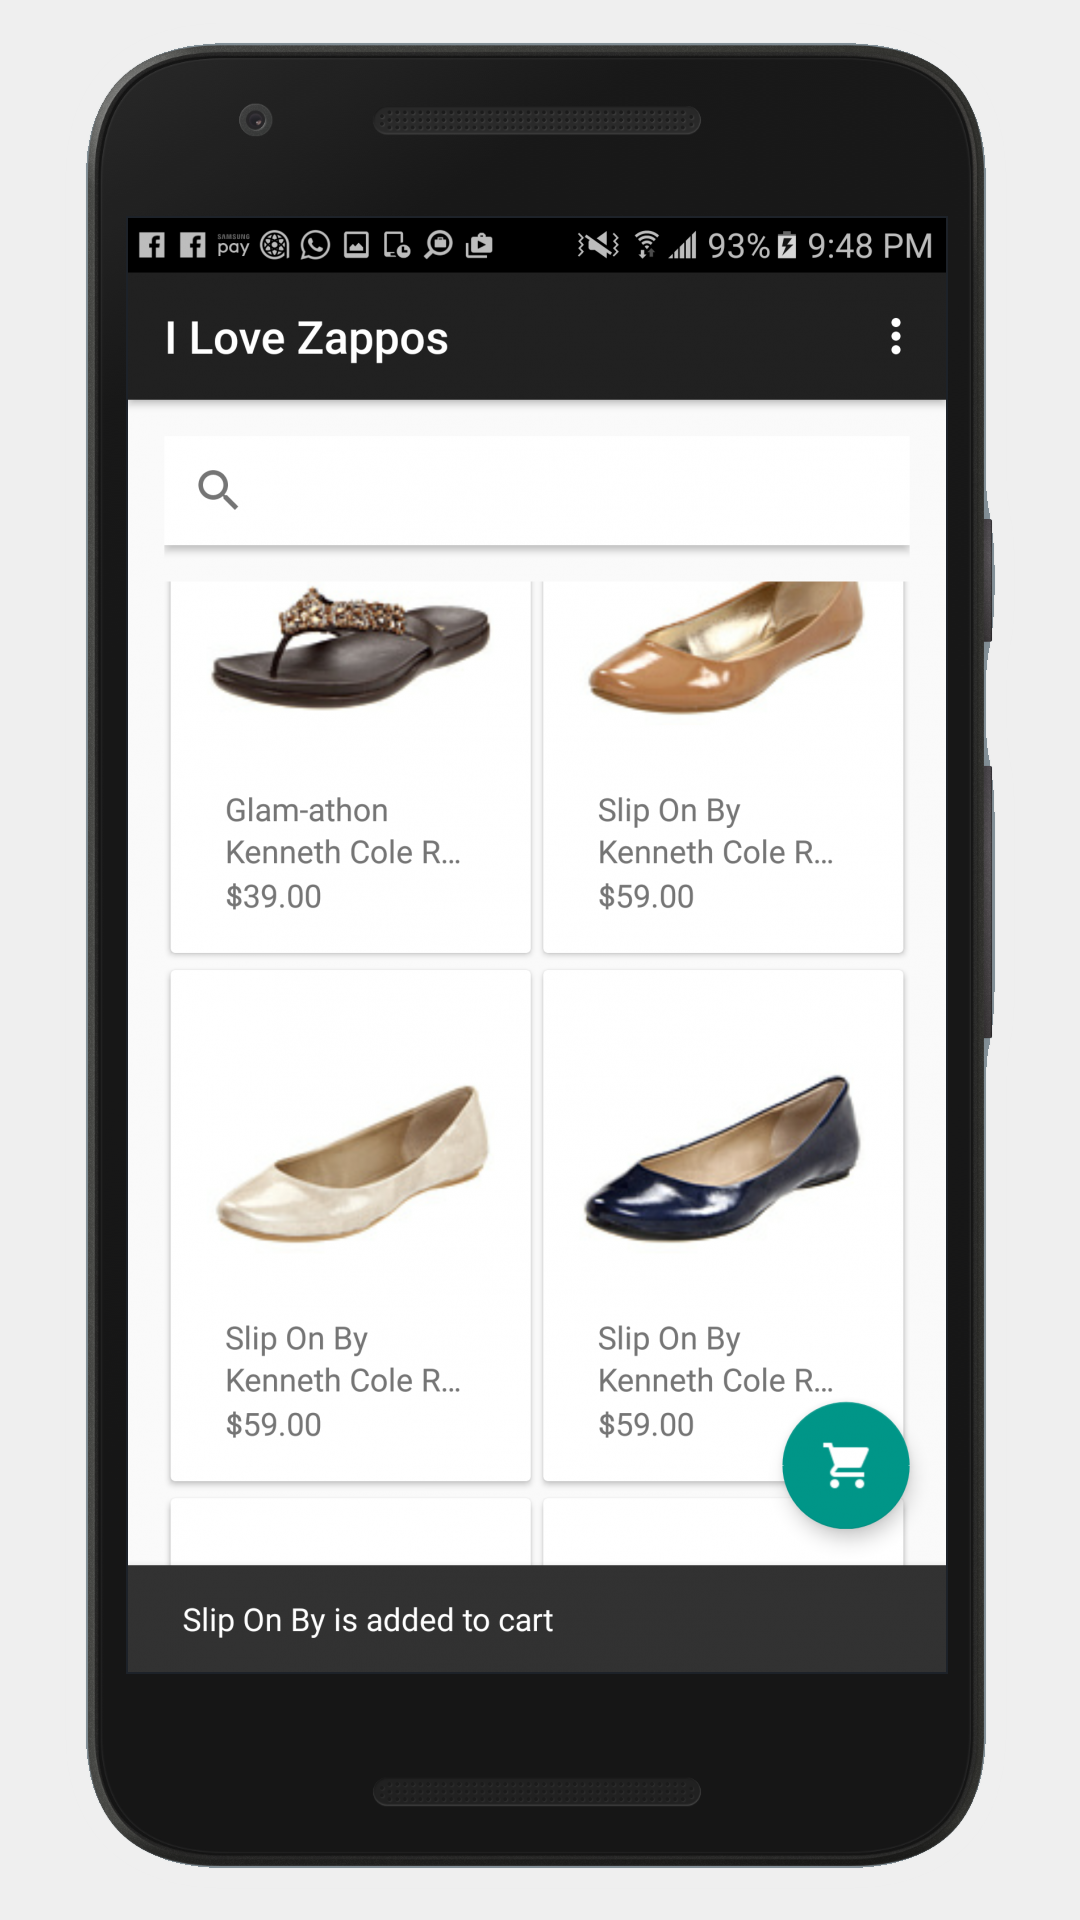 SAMSUNG
pay
93% 9:48 PM
I Love Zappos
Glam-athon
Kenneth Cole R...
$39.00
Slip On By
Kenneth Cole R...
$59.00
Slip On By
Kenneth Cole R...
$59.00
Slip On By
Kenneth Cole R...
$59.00
Slip On By is added to cart